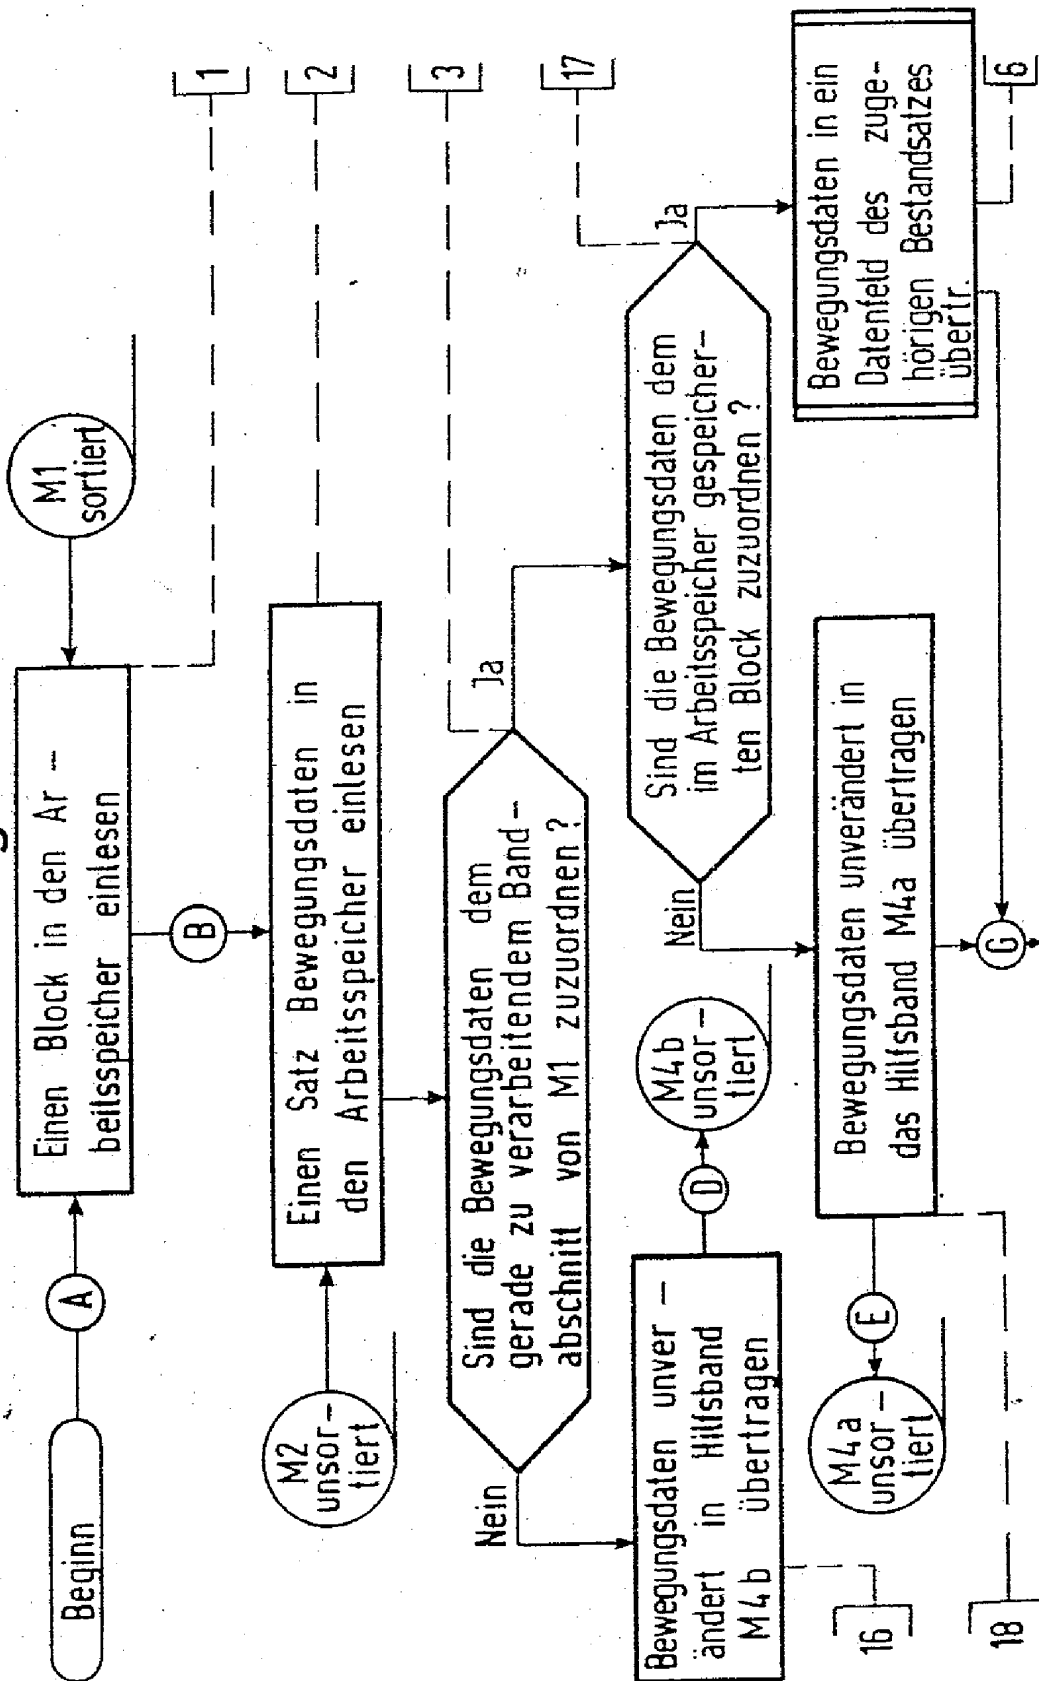 Beginn
A
Einen Block in den Ar–
beitsspeicher einlesen
M1
sortiert
1
B
M2
unsor–
tiert
Einen Satz Bewegungsdaten in
den Arbeitsspeicher einlesen
2
Sind die Bewegungsdaten dem
gerade zu verarbeitendem Band–
abschnitt von M1 zuzuordnen?
3
Nein
Ja
Bewegungsdaten unver–
ändert in Hilfsband
M4b übertragen
16
D
M4b
unsor–
tiert
Sind die Bewegungsdaten dem
im Arbeitsspeicher gespeicher–
ten Block zuzuordnen ?
17
Nein
Ja
Bewegungsdaten in ein
Datenfeld des zuge–
hörigen Bestandsatzes
übertr.
6
Bewegungsdaten unverändert in
das Hilfsband M4a übertragen
E
M4a
unsor–
tiert
18
G